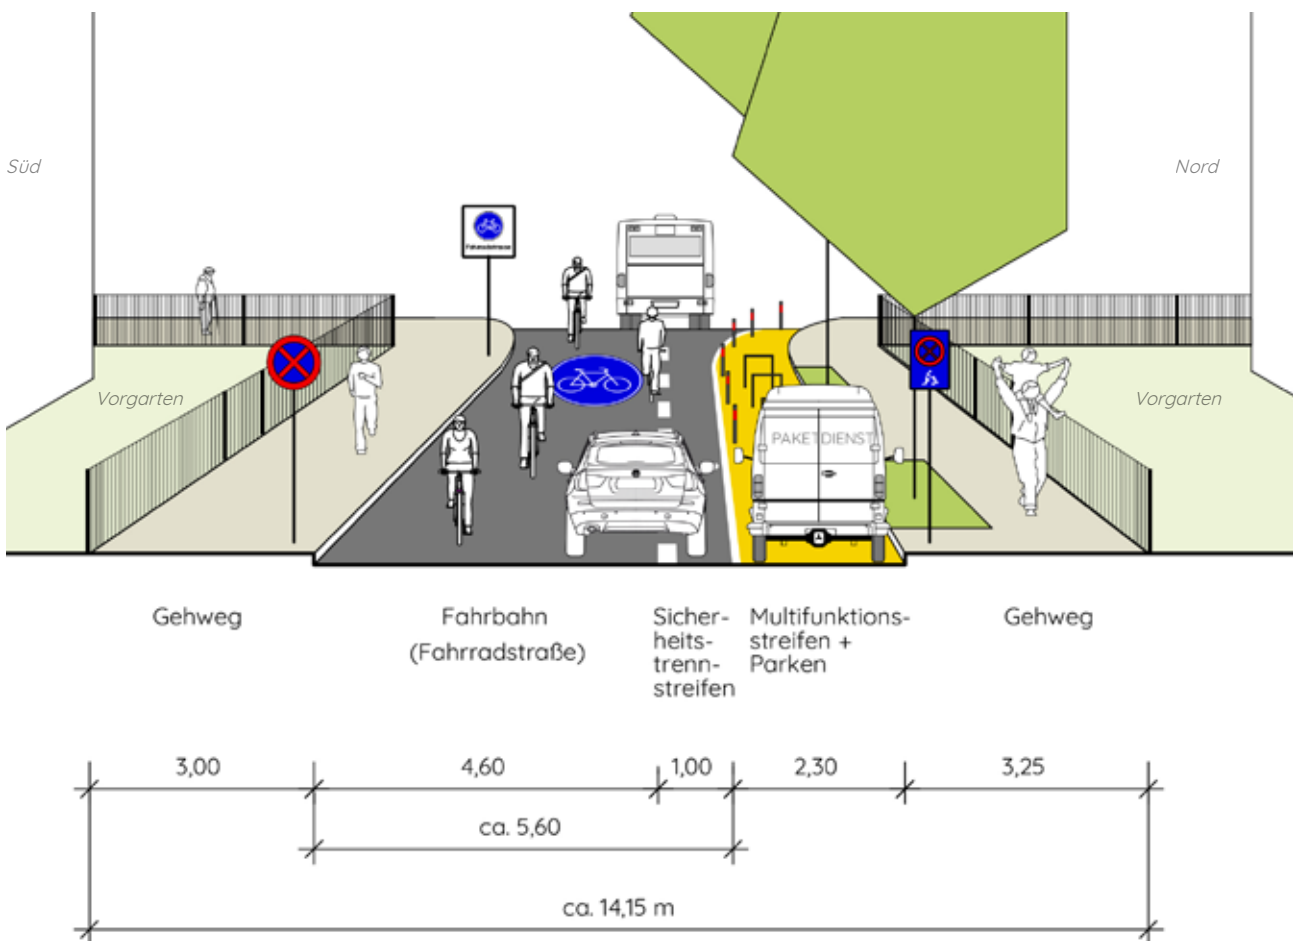 Süd
Nord
Fahrradstrasse
Vorgarten
Vorgarten
PAKETDIENST
Gehweg
Fahrbahn
(Fahrradstraße)
Sicher-
heits-
trenn-
streifen
Multifunktions-
streifen +
Parken
Gehweg
3,00
4,60
1,00
2,30
3,25
ca. 5,60
ca. 14,15 m